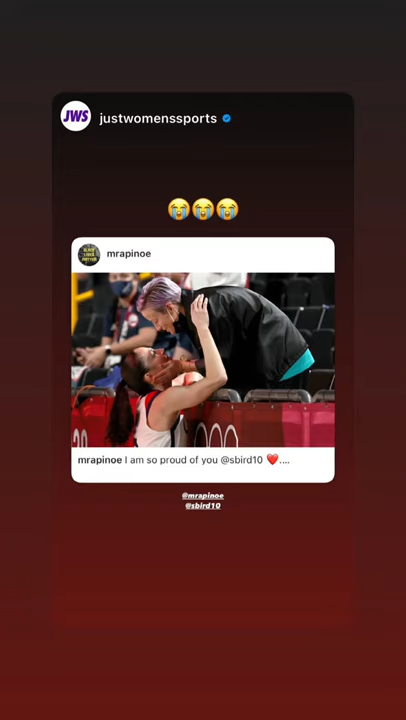 JWS justwomenssports
😭😭😭
mrapinoe
mrapinoe I am so proud of you @sbird10 ❤️....
@mrapinoe
@sbird10